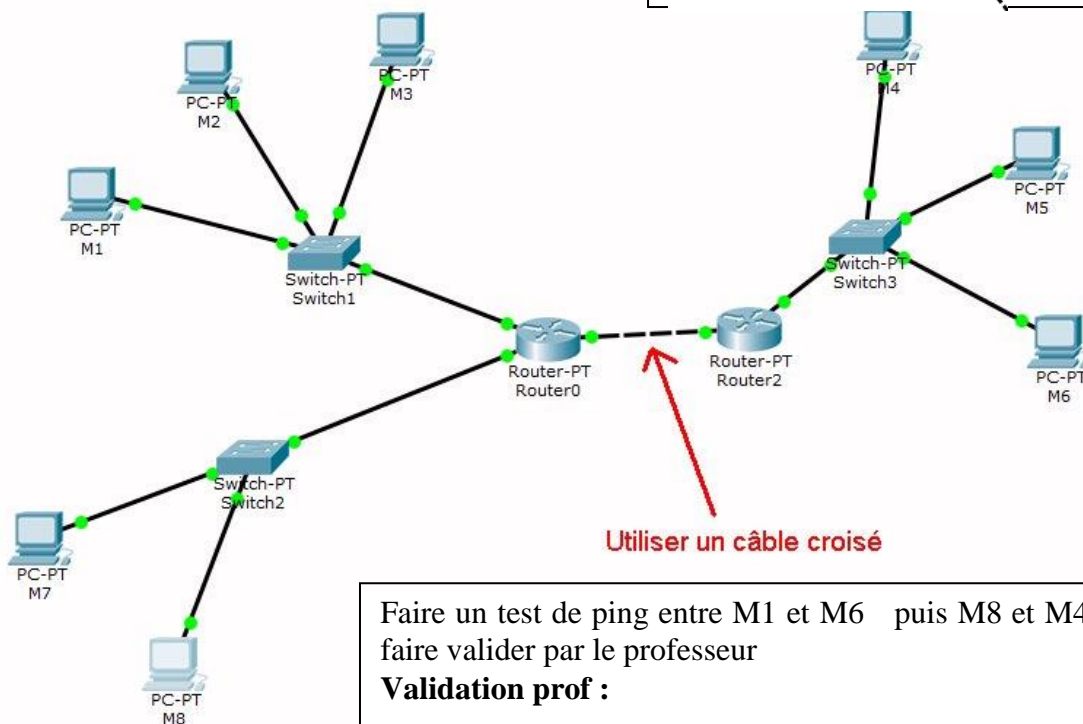 PC-PT
M3
PC-PT
M4
PC-PT
M2
PC-PT
M5
PC-PT
M1
Switch-PT
Switch1
Switch-PT
Switch3
Router-PT
Router0
Router-PT
Router2
PC-PT
M6
Switch-PT
Switch2
Utiliser un câble croisé
PC-PT
M7
Faire un test de ping entre M1 et M6 puis M8 et M4
faire valider par le professeur
Validation prof :
PC-PT
M8